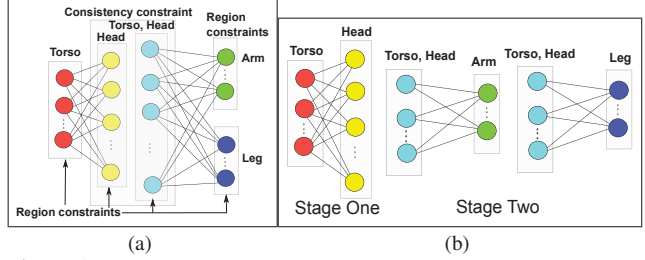 Consistency constraint
Torso, Head
Head
Torso
Region
constraints
Arm
Leg
Region constraints
(a)
Head
Torso
Torso, Head
Arm
Torso, Head
Leg
Stage One
Stage Two
(b)